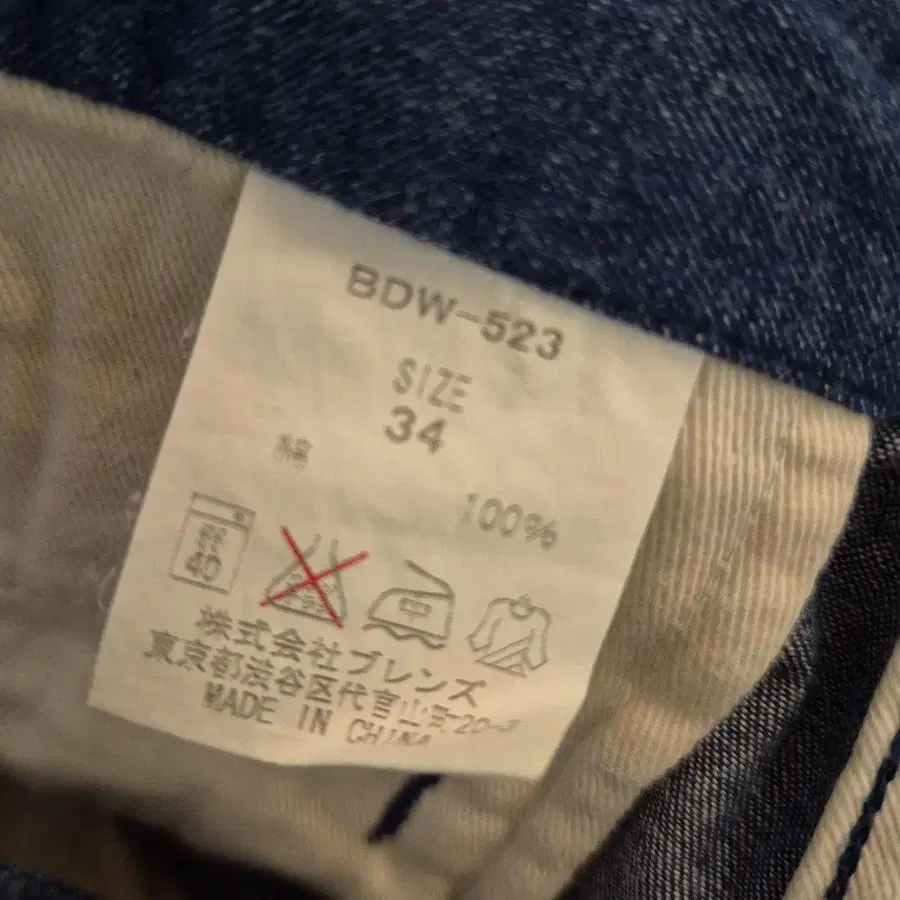 BDW-523
SIZE
34
綿 100%
40
中
株式会社ブレンズ
東京都渋谷区代官山町20-
MADE IN CHINA